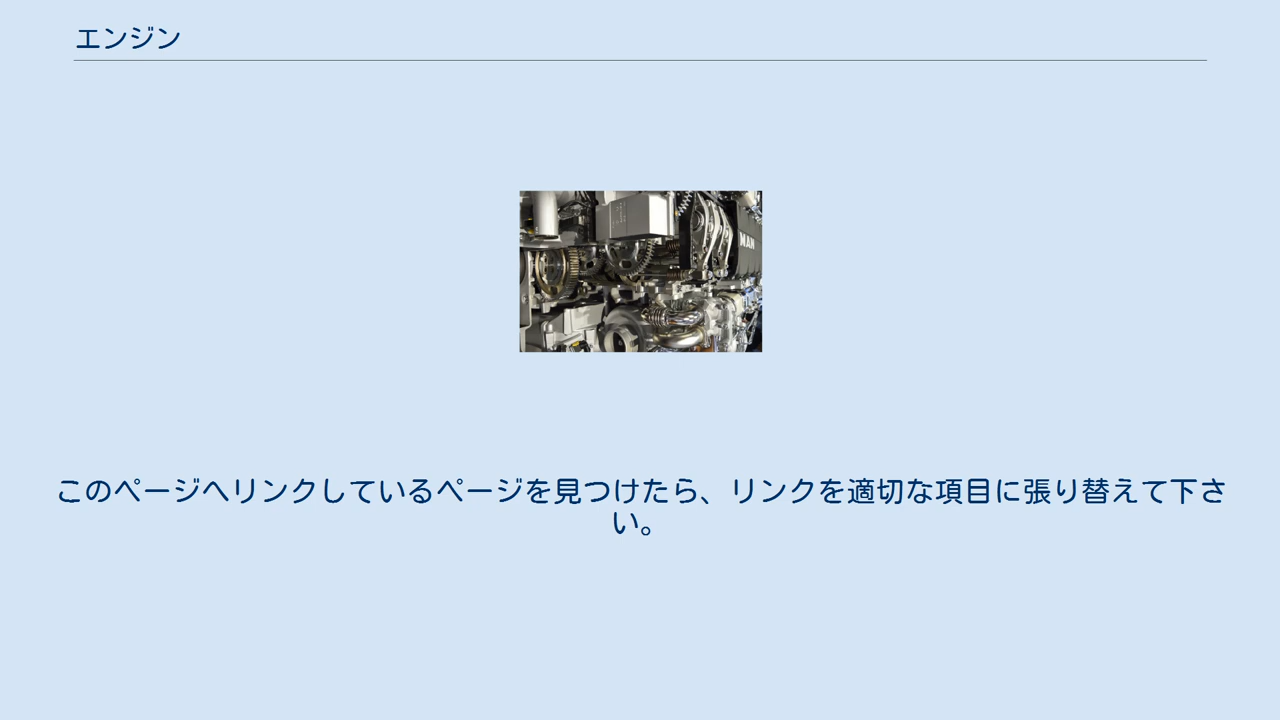 エンジン
MAN
このページへリンクしているページを見つけたら、リンクを適切な項目に張り替えて下さ
い。